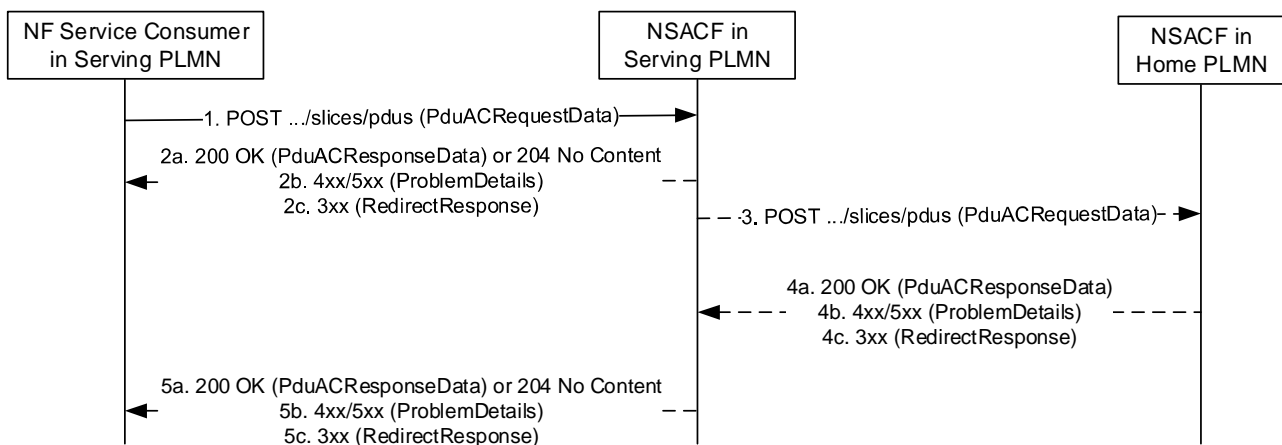 NF Service Consumer
in Serving PLMN
NSACF in
Serving PLMN
NSACF in
Home PLMN
1. POST .../slices/pdus (PduACRequestData)
2a. 200 OK (PduACResponseData) or 204 No Content
2b. 4xx/5xx (ProblemDetails)
2c. 3xx (RedirectResponse)
3. POST .../slices/pdus (PduACRequestData)
4a. 200 OK (PduACResponseData)
4b. 4xx/5xx (ProblemDetails)
4c. 3xx (RedirectResponse)
5a. 200 OK (PduACResponseData) or 204 No Content
5b. 4xx/5xx (ProblemDetails)
5c. 3xx (RedirectResponse)